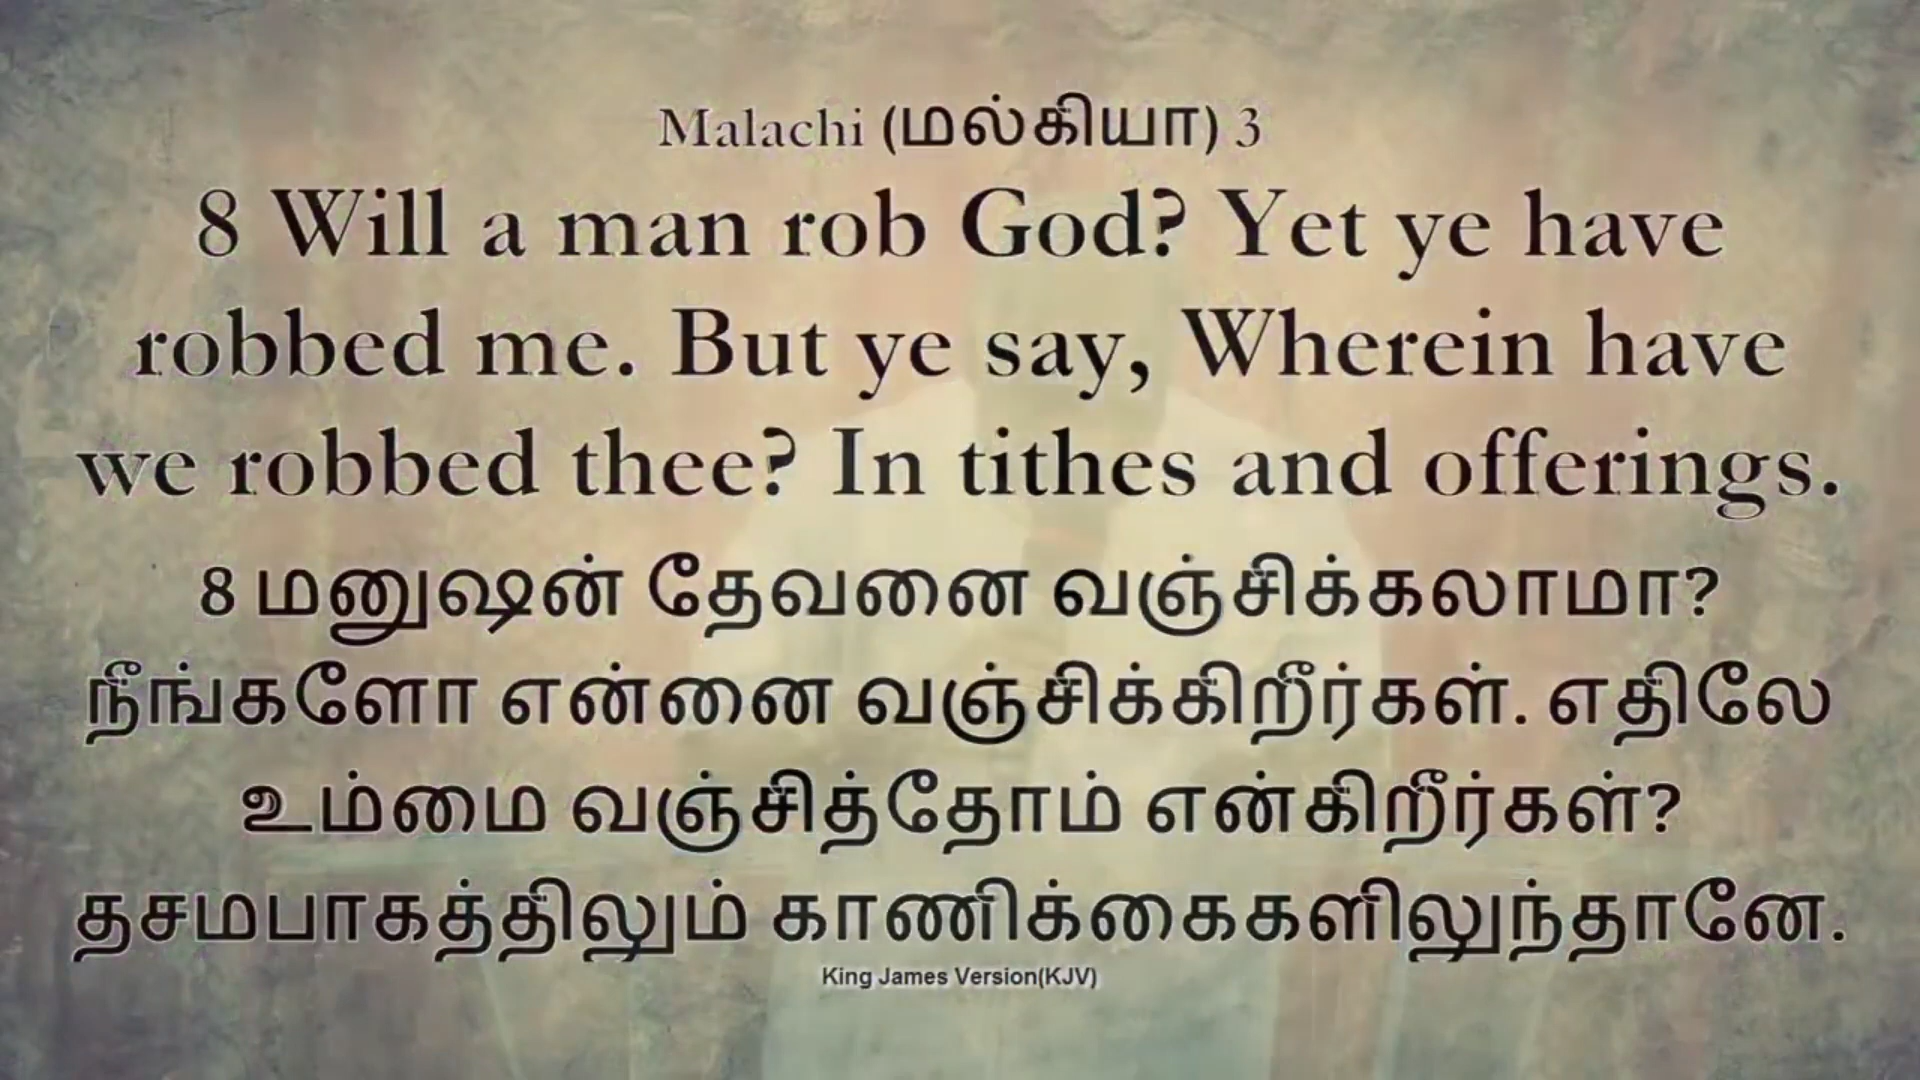 Malachi (மல்கியா) 3
8 Will a man rob God? Yet ye have
robbed me. But ye say, Wherein have
we robbed thee? In tithes and offerings.
8 மனுஷன் தேவனை வஞ்சிக்கலாமா?
நீங்களோ என்னை வஞ்சிக்கிறீர்கள். எதிலே
உம்மை வஞ்சித்தோம் என்கிறீர்கள்?
தசமபாகத்திலும் காணிக்கைகளிலுந்தானே.
King James Version(KJV)